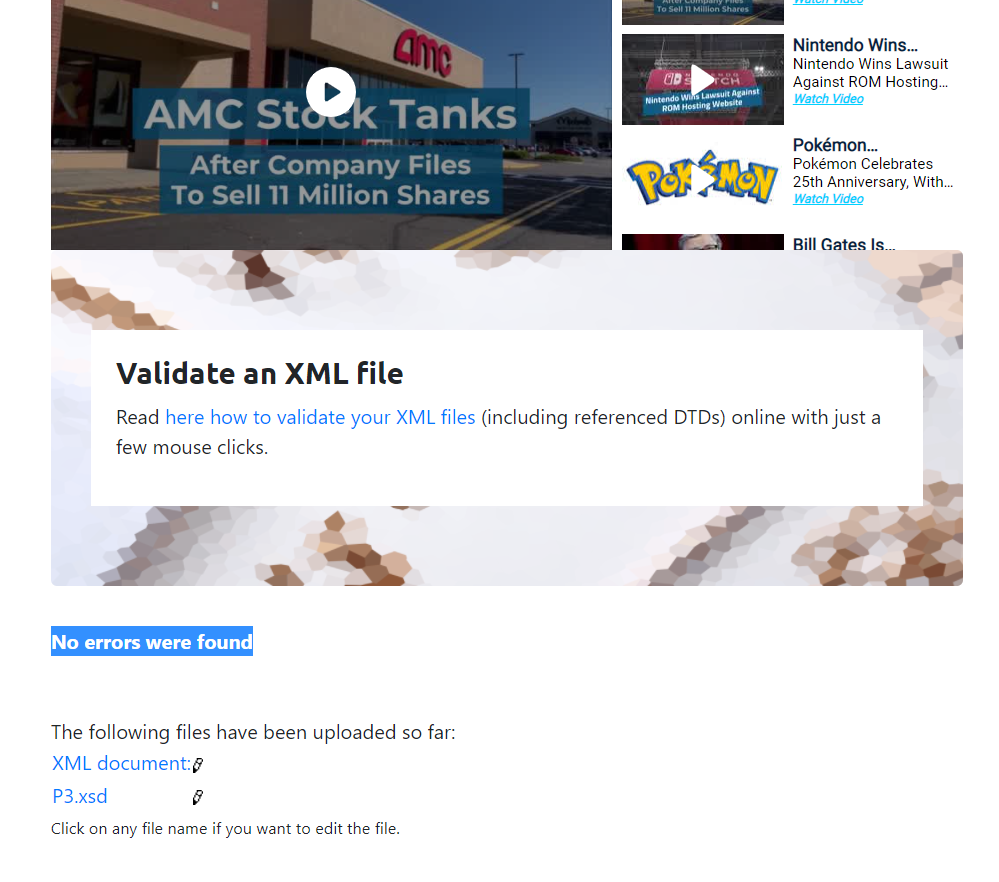 To Sell 11 Million Shares
Watch Video
AMC
AMC Stock Tanks
After Company Files
To Sell 11 Million Shares
Nintendo Wins Lawsuit Against
ROM Hosting Website
Nintendo Wins...
Nintendo Wins Lawsuit
Against ROM Hosting...
Watch Video
POKÉMON
Pokémon...
Pokémon Celebrates
25th Anniversary, With...
Watch Video
Bill Gates Is...
Validate an XML file
Read here how to validate your XML files (including referenced DTDs) online with just a
few mouse clicks.
No errors were found
The following files have been uploaded so far:
XML document:
P3.xsd
Click on any file name if you want to edit the file.